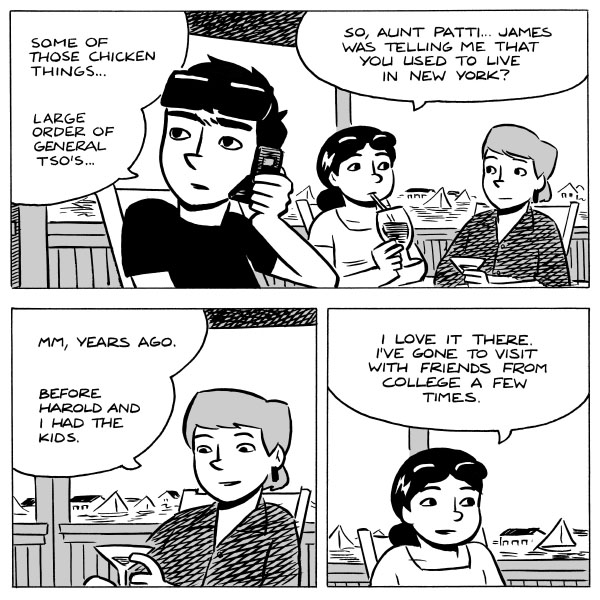 SOME OF
THOSE CHICKEN
THINGS...
LARGE
ORDER OF
GENERAL
TSO'S...
SO, AUNT PATTI... JAMES
WAS TELLING ME THAT
YOU USED TO LIVE
IN NEW YORK?
MM, YEARS AGO.
BEFORE
HAROLD AND
I HAD THE
KIDS.
I LOVE IT THERE.
I'VE GONE TO VISIT
WITH FRIENDS FROM
COLLEGE A FEW
TIMES.